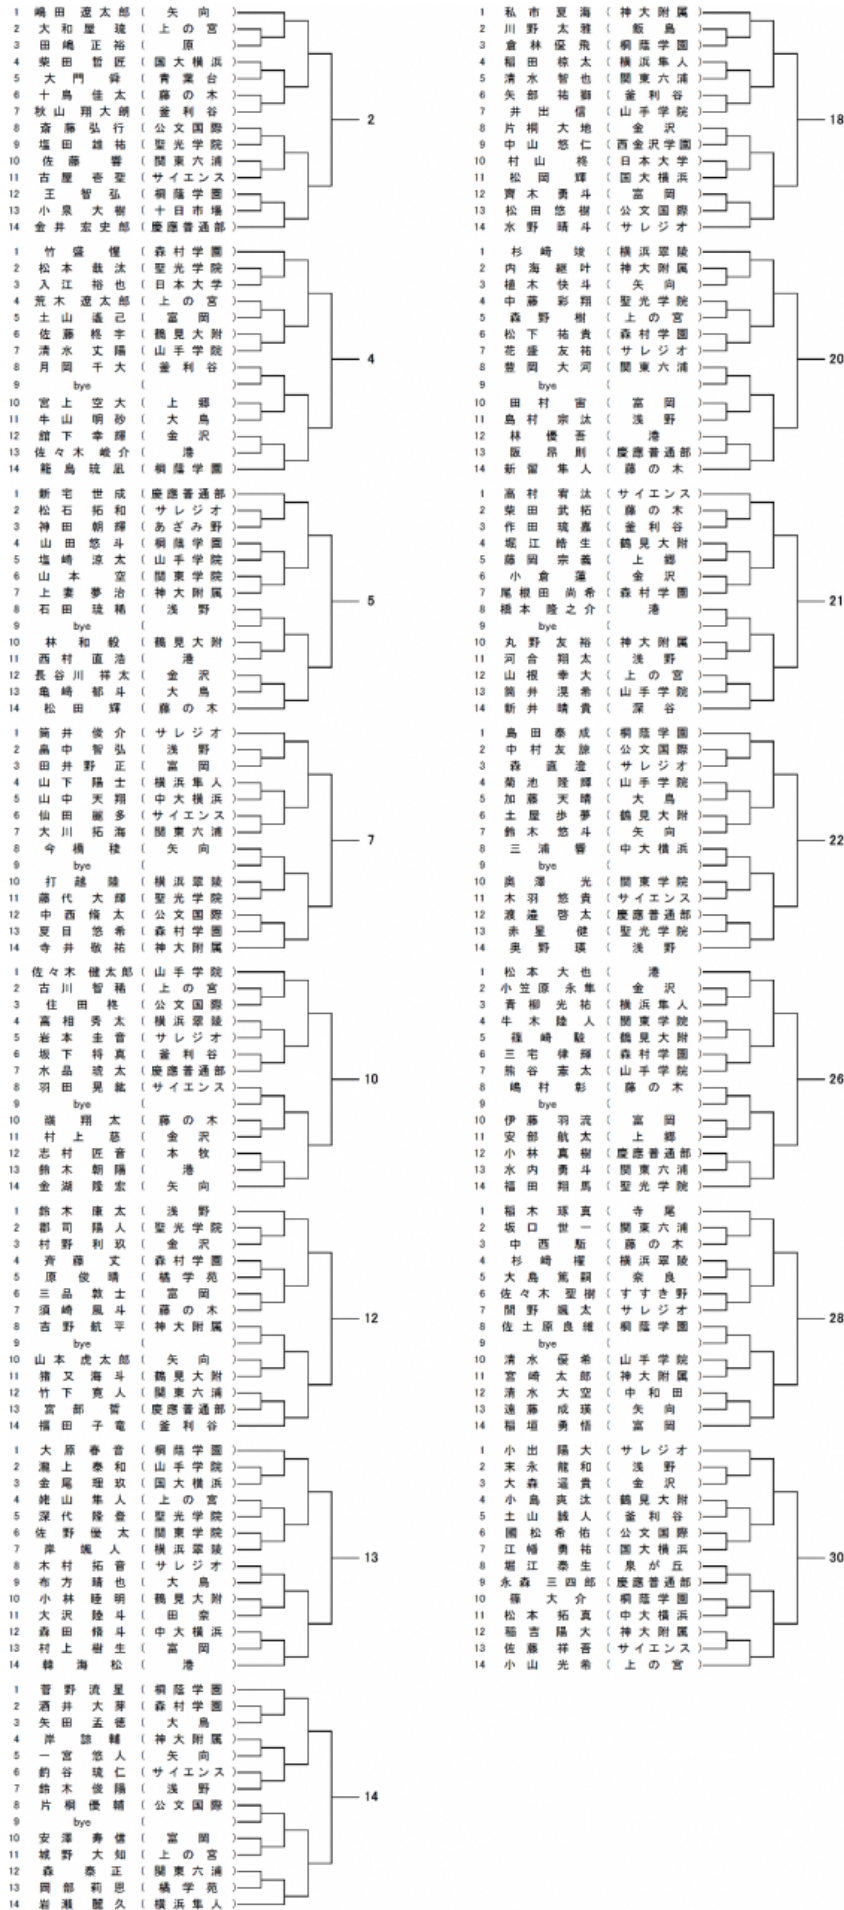 1 嶋田 遼太郎 ( 矢向 )
2 大和屋 琉 ( 上の宮 )
3 田嶋 正裕 ( 原 )
4 柴田 哲匠 ( 国大横浜 )
5 大門 舜 ( 青葉台 )
6 十鳥 佳太 ( 藤の木 )
7 秋山 翔大朗 ( 釜利谷 )
8 斎藤 弘行 ( 公文国際 )
9 塩田 雄祐 ( 聖光学院 )
10 佐藤 響 ( 関東六浦 )
11 古屋 壱聖 ( サイエンス )
12 王 智弘 ( 桐蔭学園 )
13 小泉 大樹 ( 十日市場 )
14 金井 宏史郎 ( 慶應普通部 )
2
1 竹盛 惺 ( 森村学園 )
2 松本 哉汰 ( 聖光学院 )
3 入江 裕也 ( 日本大学 )
4 荒木 遼太郎 ( 上の宮 )
5 土山 遙己 ( 富岡 )
6 佐藤 柊宇 ( 鶴見大附 )
7 清水 丈陽 ( 山手学院 )
8 月岡 千大 ( 釜利谷 )
9 bye ( )
10 宮上 空大 ( 上郷 )
11 牛山 明砂 ( 大鳥 )
12 舘下 幸輝 ( 金沢 )
13 佐々木 峻介 ( 港 )
14 籠島 琉凪 ( 桐蔭学園 )
4
1 新宅 世成 ( 慶應普通部 )
2 松石 拓和 ( サレジオ )
3 神田 朝輝 ( あざみ野 )
4 山田 悠斗 ( 桐蔭学園 )
5 塩崎 涼太 ( 山手学院 )
6 山本 空 ( 関東学院 )
7 上妻 夢治 ( 神大附属 )
8 石田 琉稀 ( 浅野 )
9 bye ( )
10 林 和毅 ( 鶴見大附 )
11 西村 直浩 ( 港 )
12 長谷川 祥太 ( 金沢 )
13 亀崎 郁斗 ( 大鳥 )
14 松田 輝 ( 藤の木 )
5
1 筒井 俊介 ( サレジオ )
2 畠中 智弘 ( 浅野 )
3 田井野 正 ( 富岡 )
4 山下 陽士 ( 横浜隼人 )
5 山中 天翔 ( 中大横浜 )
6 仙田 麗多 ( サイエンス )
7 大川 拓海 ( 関東六浦 )
8 今橋 稜 ( 矢向 )
9 bye ( )
10 打越 陸 ( 横浜翠陵 )
11 藤代 大輝 ( 聖光学院 )
12 中西 脩太 ( 公文国際 )
13 夏目 悠希 ( 森村学園 )
14 寺井 敬祐 ( 神大附属 )
7
1 佐々木 健太郎 ( 山手学院 )
2 古川 智稀 ( 上の宮 )
3 住田 柊 ( 公文国際 )
4 高相 秀太 ( 横浜翠陵 )
5 岩本 圭音 ( サレジオ )
6 坂下 将真 ( 釜利谷 )
7 水品 琥太 ( 慶應普通部 )
8 羽田 晃紘 ( サイエンス )
9 bye ( )
10 嶺 翔太 ( 藤の木 )
11 村上 慈 ( 金沢 )
12 志村 匠音 ( 本牧 )
13 鈴木 朝陽 ( 港 )
14 金湖 隆宏 ( 矢向 )
10
1 鈴木 康太 ( 浅野 )
2 郡司 陽人 ( 聖光学院 )
3 村野 利玖 ( 金沢 )
4 斉藤 丈 ( 森村学園 )
5 原 俊晴 ( 橘学苑 )
6 三品 敦士 ( 富岡 )
7 須崎 風斗 ( 藤の木 )
8 吉野 航平 ( 神大附属 )
9 bye ( )
10 山本 虎太郎 ( 矢向 )
11 猪又 海斗 ( 鶴見大附 )
12 竹下 寛人 ( 関東六浦 )
13 宮部 哲 ( 慶應普通部 )
14 福田 子竜 ( 釜利谷 )
12
1 大原 春音 ( 桐蔭学園 )
2 瀧上 泰和 ( 山手学院 )
3 金尾 理玖 ( 国大横浜 )
4 姥山 隼人 ( 上の宮 )
5 深代 隆登 ( 聖光学院 )
6 佐野 優太 ( 関東学院 )
7 岸 颯人 ( 横浜翠陵 )
8 木村 拓音 ( サレジオ )
9 布方 晴也 ( 大鳥 )
10 小林 睦明 ( 鶴見大附 )
11 大沢 陸斗 ( 田奈 )
12 森田 脩斗 ( 中大横浜 )
13 村上 樹生 ( 富岡 )
14 韓 海松 ( 港 )
13
1 菅野 流星 ( 桐蔭学園 )
2 酒井 大芽 ( 森村学園 )
3 矢田 孟徳 ( 大鳥 )
4 岸 諒輔 ( 神大附属 )
5 一宮 悠人 ( 矢向 )
6 釣谷 琉仁 ( サイエンス )
7 鈴木 俊陽 ( 浅野 )
8 片桐 優輔 ( 公文国際 )
9 bye ( )
10 安澤 寿信 ( 富岡 )
11 城野 大知 ( 上の宮 )
12 森 泰正 ( 関東六浦 )
13 岡部 莉恩 ( 橘学苑 )
14 岩瀬 麗久 ( 横浜隼人 )
14
1 私市 夏海 ( 神大附属 )
2 川野 太雅 ( 飯島 )
3 倉林 優飛 ( 桐蔭学園 )
4 稲田 椋太 ( 横浜隼人 )
5 清水 智也 ( 関東六浦 )
6 矢部 祐獅 ( 釜利谷 )
7 井出 信 ( 山手学院 )
8 片桐 大地 ( 金沢 )
9 中山 悠仁 ( 西金沢学園 )
10 村山 柊 ( 日本大学 )
11 松岡 輝 ( 国大横浜 )
12 齊木 勇斗 ( 富岡 )
13 松田 悠樹 ( 公文国際 )
14 水野 晴斗 ( サレジオ )
18
1 杉崎 竣 ( 横浜翠陵 )
2 内海 継叶 ( 神大附属 )
3 植木 快斗 ( 矢向 )
4 中藤 彩翔 ( 聖光学院 )
5 森野 樹 ( 上の宮 )
6 松下 祐貴 ( 森村学園 )
7 花盛 友祐 ( サレジオ )
8 豊岡 大河 ( 関東六浦 )
9 bye ( )
10 田村 宙 ( 富岡 )
11 島村 宗汰 ( 浅野 )
12 林 優吾 ( 港 )
13 阪 昂則 ( 慶應普通部 )
14 新留 隼人 ( 藤の木 )
20
1 高村 宥汰 ( サイエンス )
2 柴田 武拓 ( 藤の木 )
3 作田 琉嘉 ( 釜利谷 )
4 堀江 皓生 ( 鶴見大附 )
5 藤岡 宗義 ( 上郷 )
6 小倉 蓮 ( 金沢 )
7 尾根田 尚希 ( 森村学園 )
8 橋本 隆之介 ( 港 )
9 bye ( )
10 丸野 友裕 ( 神大附属 )
11 河合 翔太 ( 浅野 )
12 山根 幸大 ( 上の宮 )
13 筒井 滉希 ( 山手学院 )
14 新井 晴貴 ( 深谷 )
21
1 島田 泰成 ( 桐蔭学園 )
2 中村 友諒 ( 公文国際 )
3 森 直澄 ( サレジオ )
4 菊池 隆輝 ( 山手学院 )
5 加藤 天晴 ( 大鳥 )
6 土屋 歩夢 ( 鶴見大附 )
7 鈴木 悠斗 ( 矢向 )
8 三浦 響 ( 中大横浜 )
9 bye ( )
10 奥澤 光 ( 関東学院 )
11 木羽 悠貴 ( サイエンス )
12 渡邉 啓太 ( 慶應普通部 )
13 赤星 健 ( 聖光学院 )
14 奥野 瑛 ( 浅野 )
22
1 松本 大也 ( 港 )
2 小笠原 永隼 ( 金沢 )
3 青柳 光祐 ( 横浜隼人 )
4 牛木 陸人 ( 関東学院 )
5 篠崎 駿 ( 鶴見大附 )
6 三宅 律輝 ( 森村学園 )
7 熊谷 憲太 ( 山手学院 )
8 嶋村 彰 ( 藤の木 )
9 bye ( )
10 伊藤 羽流 ( 富岡 )
11 安部 航太 ( 上郷 )
12 小林 真樹 ( 慶應普通部 )
13 水内 勇斗 ( 関東六浦 )
14 福田 翔馬 ( 聖光学院 )
26
1 稲木 琢真 ( 寺尾 )
2 坂口 世一 ( 関東六浦 )
3 中西 駈 ( 藤の木 )
4 杉崎 櫂 ( 横浜翠陵 )
5 大島 篤嗣 ( 奈良 )
6 佐々木 聖樹 ( すすき野 )
7 間野 颯太 ( サレジオ )
8 佐土原 良維 ( 桐蔭学園 )
9 bye ( )
10 清水 優希 ( 山手学院 )
11 宮崎 太郎 ( 神大附属 )
12 清水 大空 ( 中和田 )
13 遠藤 成瑛 ( 矢向 )
14 稲垣 勇悟 ( 富岡 )
28
1 小出 陽大 ( サレジオ )
2 末永 龍和 ( 浅野 )
3 大森 遥貴 ( 金沢 )
4 小島 爽汰 ( 鶴見大附 )
5 土山 誠人 ( 釜利谷 )
6 國松 希佑 ( 公文国際 )
7 江幡 勇祐 ( 国大横浜 )
8 堀江 泰生 ( 泉が丘 )
9 永森 三四郎 ( 慶應普通部 )
10 篠 大介 ( 桐蔭学園 )
11 松本 拓真 ( 中大横浜 )
12 稲吉 陽大 ( 神大附属 )
13 佐藤 祥吾 ( サイエンス )
14 小山 光希 ( 上の宮 )
30